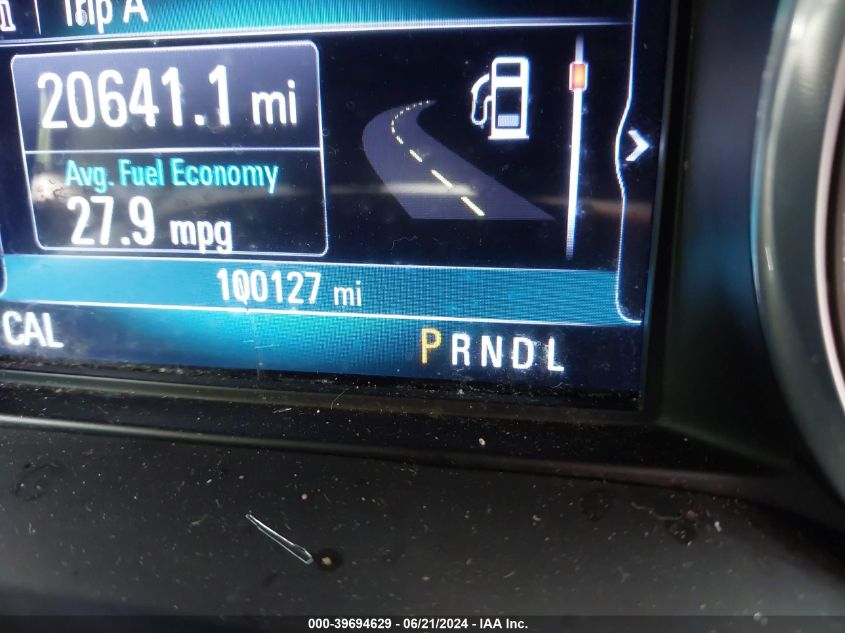 Trip A
20641.1 mi
Avg. Fuel Economy
27.9 mpg
100127 mi
CAL
PRNDL
000-39694629 / 06/21/2024 - IAA Inc.